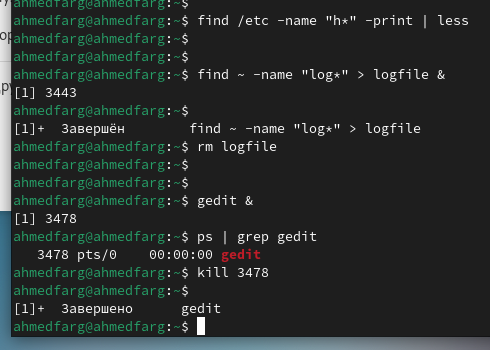 ahmedfarg@ahmedfarg:~$
ahmedfarg@ahmedfarg:~$ find /etc -name "h*" -print | less
ahmedfarg@ahmedfarg:~$
ahmedfarg@ahmedfarg:~$
ahmedfarg@ahmedfarg:~$ find ~ -name "log*" > logfile &
[1] 3443
ahmedfarg@ahmedfarg:~$
[1]+  Завершён        find ~ -name "log*" > logfile
ahmedfarg@ahmedfarg:~$ rm logfile
ahmedfarg@ahmedfarg:~$
ahmedfarg@ahmedfarg:~$
ahmedfarg@ahmedfarg:~$ gedit &
[1] 3478
ahmedfarg@ahmedfarg:~$ ps | grep gedit
   3478 pts/0    00:00:00 gedit
ahmedfarg@ahmedfarg:~$ kill 3478
ahmedfarg@ahmedfarg:~$
[1]+  Завершено      gedit
ahmedfarg@ahmedfarg:~$